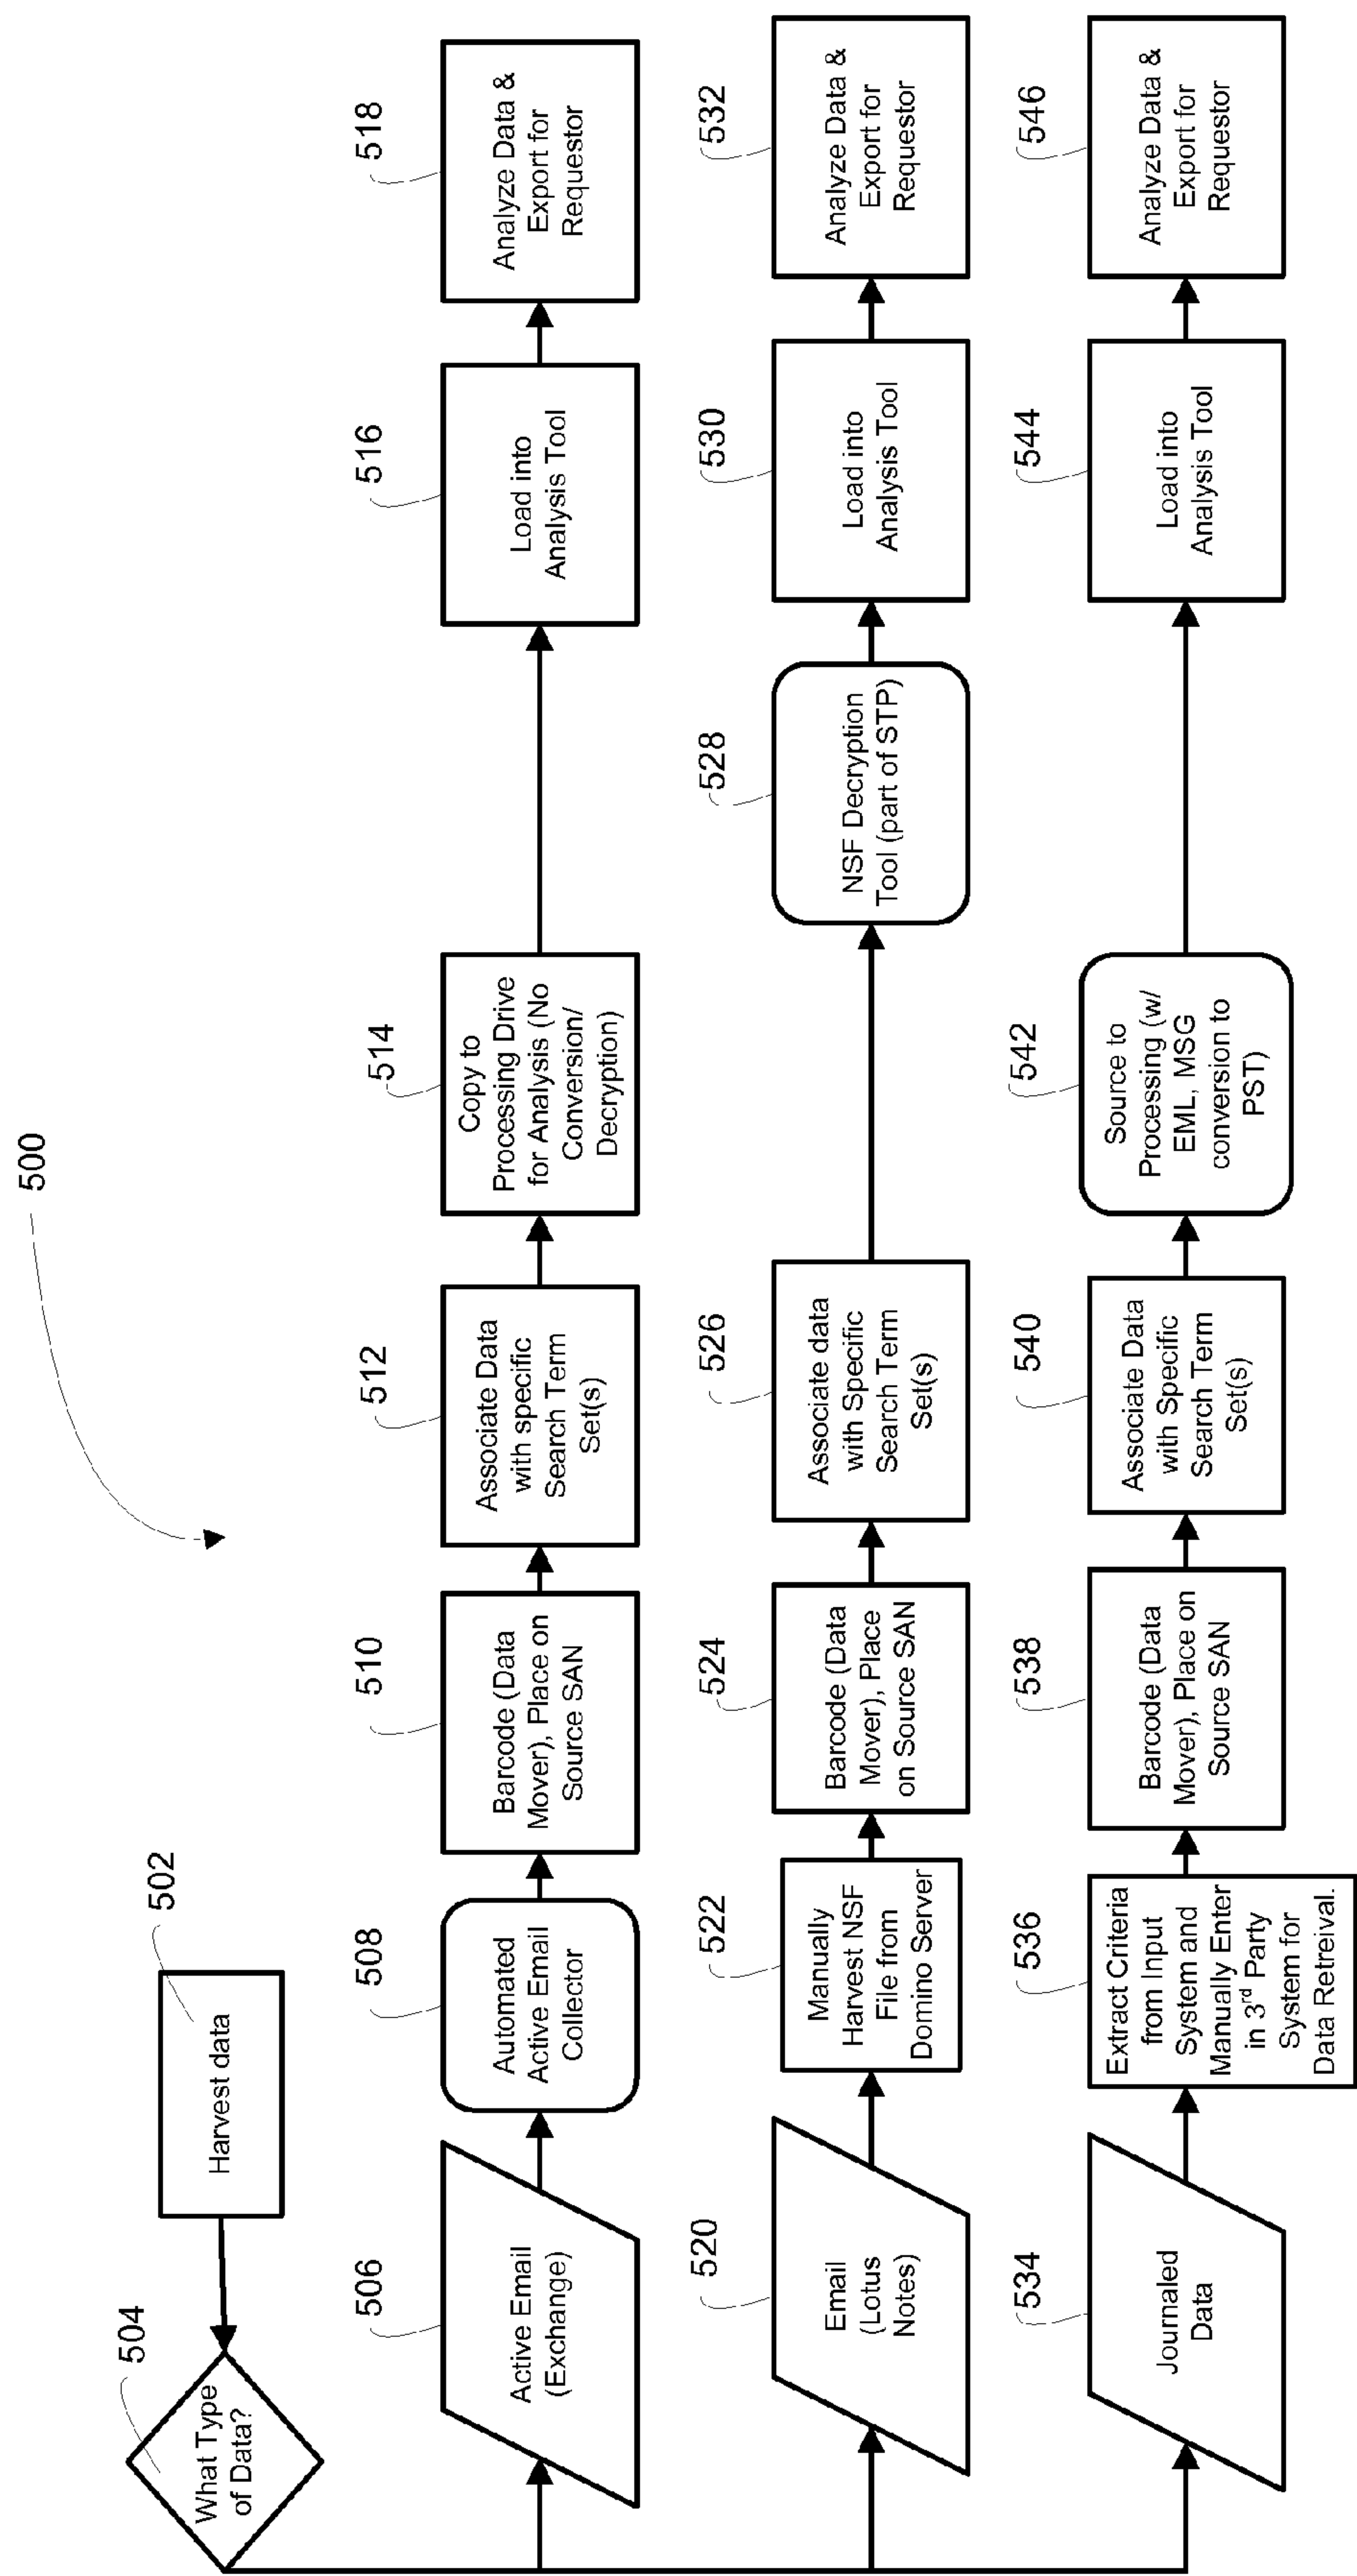 500
502
Harvest data
504
What Type
of Data?
506
Active Email
(Exchange)
508
Automated
Active Email
Collector
510
Barcode (Data
Mover), Place on
Source SAN
512
Associate Data
with specific
Search Term
Set(s)
514
Copy to
Processing Drive
for Analysis (No
Conversion/
Decryption)
516
Load into
Analysis Tool
518
Analyze Data &
Export for
Requestor
520
Email
(Lotus
Notes)
522
Manually
Harvest NSF
File from
Domino Server
524
Barcode (Data
Mover), Place
on Source SAN
526
Associate data
with Specific
Search Term
Set(s)
528
NSF Decryption
Tool (part of STP)
530
Load into
Analysis Tool
532
Analyze Data &
Export for
Requestor
534
Journaled
Data
536
Extract Criteria
from Input
System and
Manually Enter
in 3rd Party
System for
Data Retreival.
538
Barcode (Data
Mover), Place on
Source SAN
540
Associate Data
with Specific
Search Term
Set(s)
542
Source to
Processing (w/
EML, MSG
conversion to
PST)
544
Load into
Analysis Tool
546
Analyze Data &
Export for
Requestor